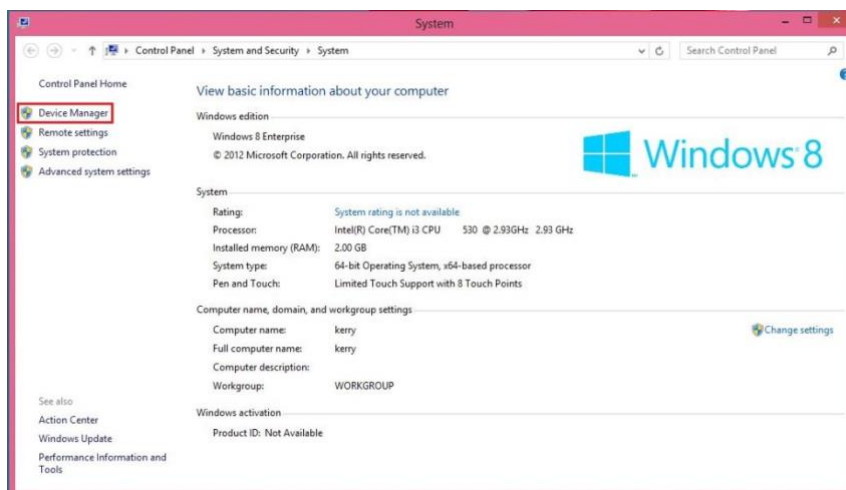 System
Control Panel › System and Security › System
Search Control Panel
Control Panel Home
Device Manager
Remote settings
System protection
Advanced system settings
See also
Action Center
Windows Update
Performance Information and
Tools
View basic information about your computer
Windows edition
Windows 8 Enterprise
© 2012 Microsoft Corporation. All rights reserved.
Windows 8
System
Rating: System rating is not available
Processor: Intel(R) Core(TM) i3 CPU 530 @ 2.93GHz 2.93 GHz
Installed memory (RAM): 2.00 GB
System type: 64-bit Operating System, x64-based processor
Pen and Touch: Limited Touch Support with 8 Touch Points
Computer name, domain, and workgroup settings
Computer name: kerry
Change settings
Full computer name: kerry
Computer description:
Workgroup: WORKGROUP
Windows activation
Product ID: Not Available